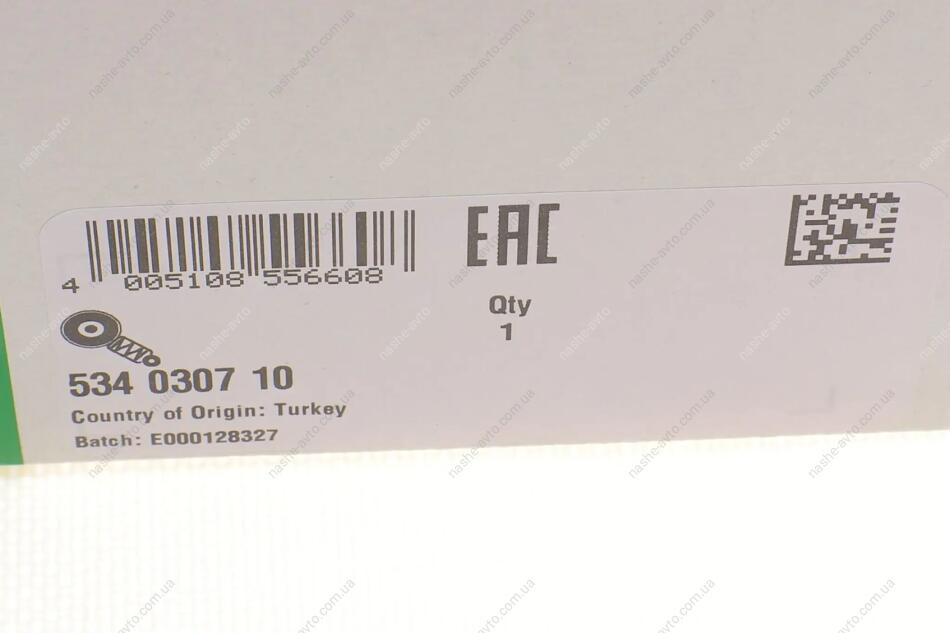 4 005108 556608
EAC
Qty
1
534 0307 10
Country of Origin: Turkey
Batch: E000128327
nashe-avto.com.ua